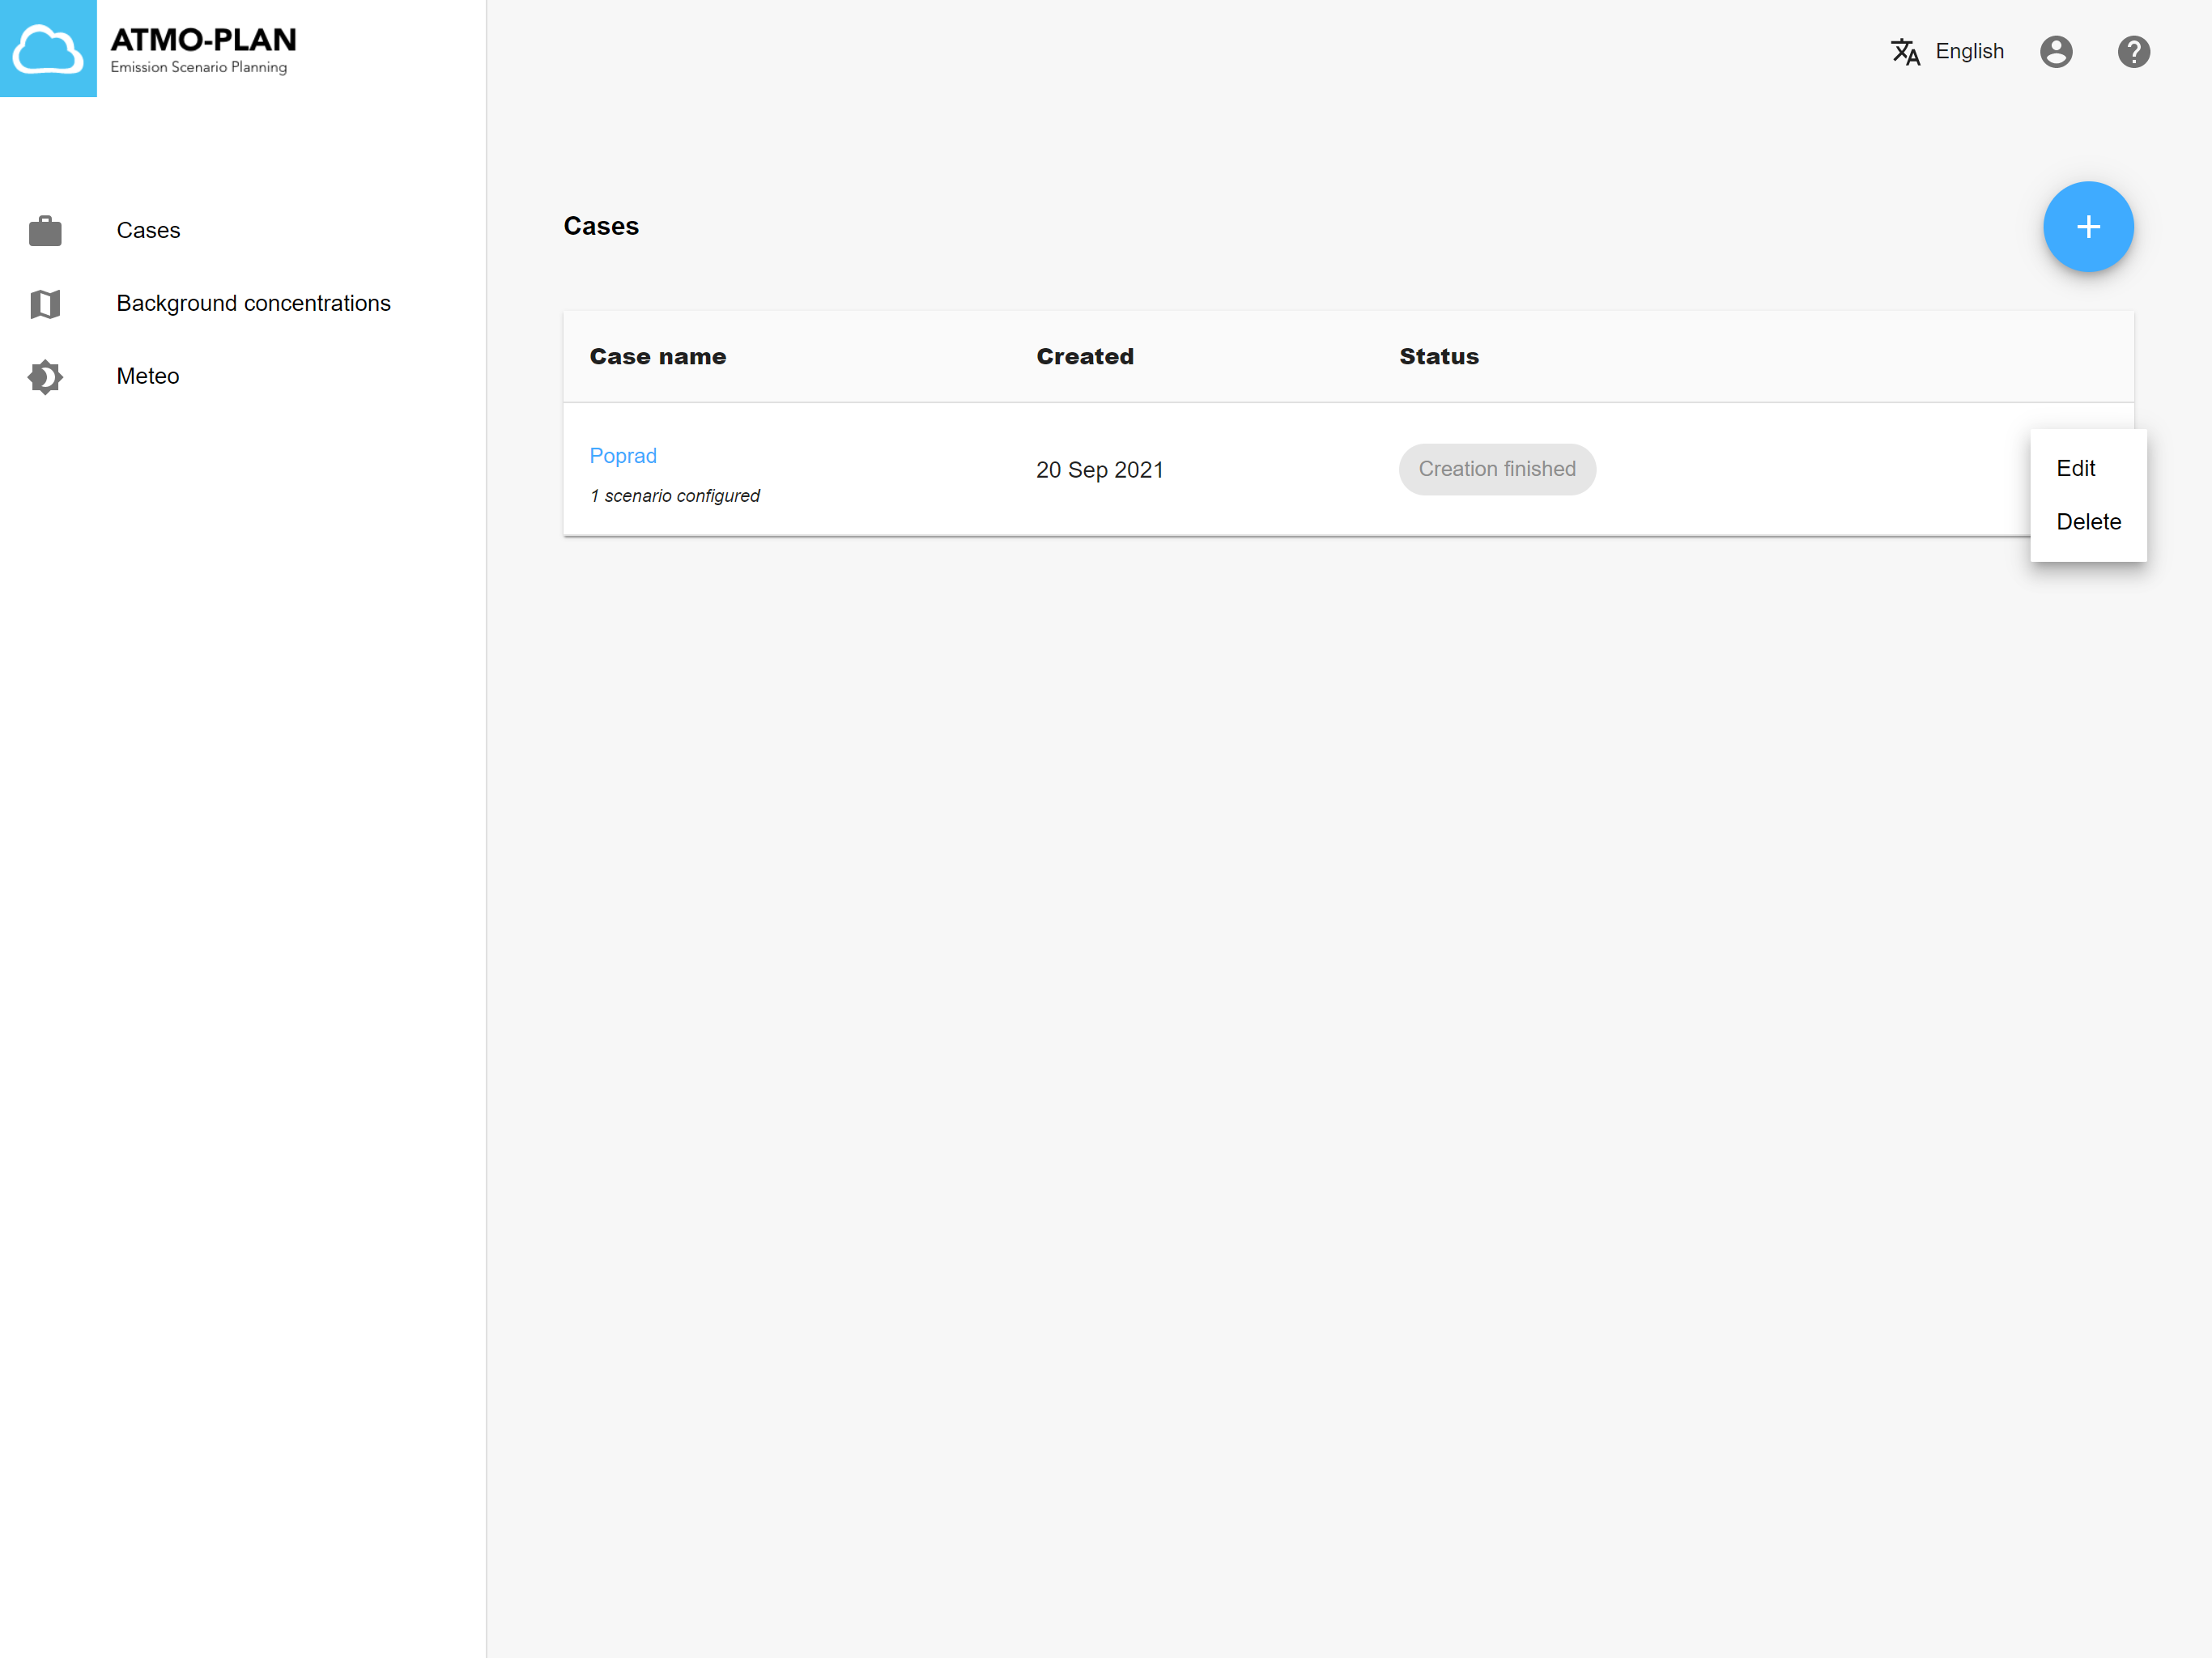 ATMO-PLAN
Emission Scenario Planning
English
Cases
Background concentrations
Meteo
Cases
Case name Created Status
Poprad
1 scenario configured
20 Sep 2021
Creation finished
Edit
Delete